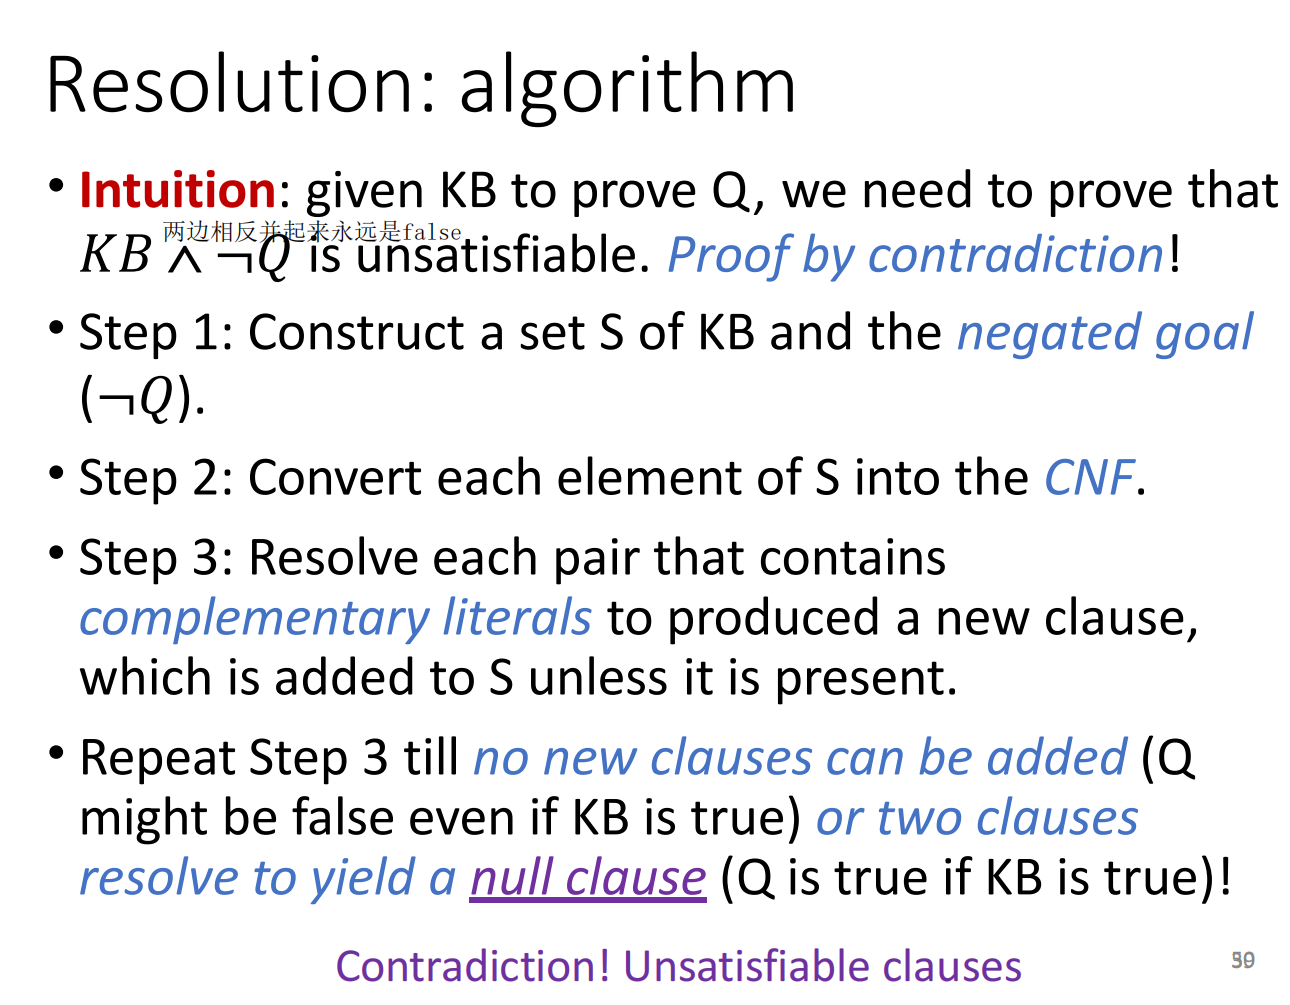 Resolution: algorithm
• Intuition: given KB to prove Q, we need to prove that
两边相反并起来永远是false
KB ∧ ¬Q is unsatisfiable. Proof by contradiction!
• Step 1: Construct a set S of KB and the negated goal
(¬Q).
• Step 2: Convert each element of S into the CNF.
• Step 3: Resolve each pair that contains
complementary literals to produced a new clause,
which is added to S unless it is present.
• Repeat Step 3 till no new clauses can be added (Q
might be false even if KB is true) or two clauses
resolve to yield a null clause (Q is true if KB is true)!
Contradiction! Unsatisfiable clauses